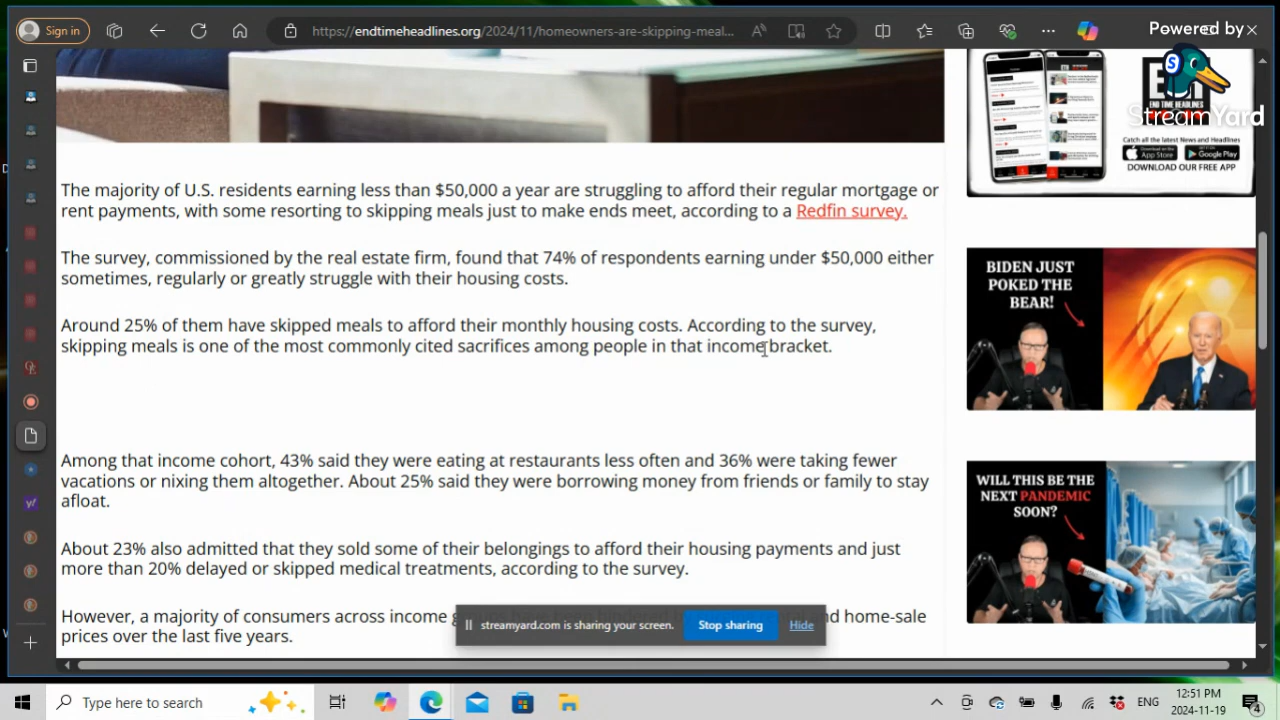 Sign in
https://endtimeheadlines.org/2024/11/homeowners-are-skipping-meal...
Powered by
StreamYard
END TIME HEADLINES
Catch all the latest News and Headlines
App Store
Google Play
DOWNLOAD OUR FREE APP
The majority of U.S. residents earning less than $50,000 a year are struggling to afford their regular mortgage or
rent payments, with some resorting to skipping meals just to make ends meet, according to a Redfin survey.
The survey, commissioned by the real estate firm, found that 74% of respondents earning under $50,000 either
sometimes, regularly or greatly struggle with their housing costs.
Around 25% of them have skipped meals to afford their monthly housing costs. According to the survey,
skipping meals is one of the most commonly cited sacrifices among people in that income bracket.
Among that income cohort, 43% said they were eating at restaurants less often and 36% were taking fewer
vacations or nixing them altogether. About 25% said they were borrowing money from friends or family to stay
afloat.
About 23% also admitted that they sold some of their belongings to afford their housing payments and just
more than 20% delayed or skipped medical treatments, according to the survey.
However, a majority of consumers across income
nd home-sale
prices over the last five years.
BIDEN JUST
POKED THE
BEAR!
WILL THIS BE THE
NEXT PANDEMIC
SOON?
streamyard.com is sharing your screen.
Stop sharing
Hide
Type here to search
ENG
12:51 PM
2024-11-19
4